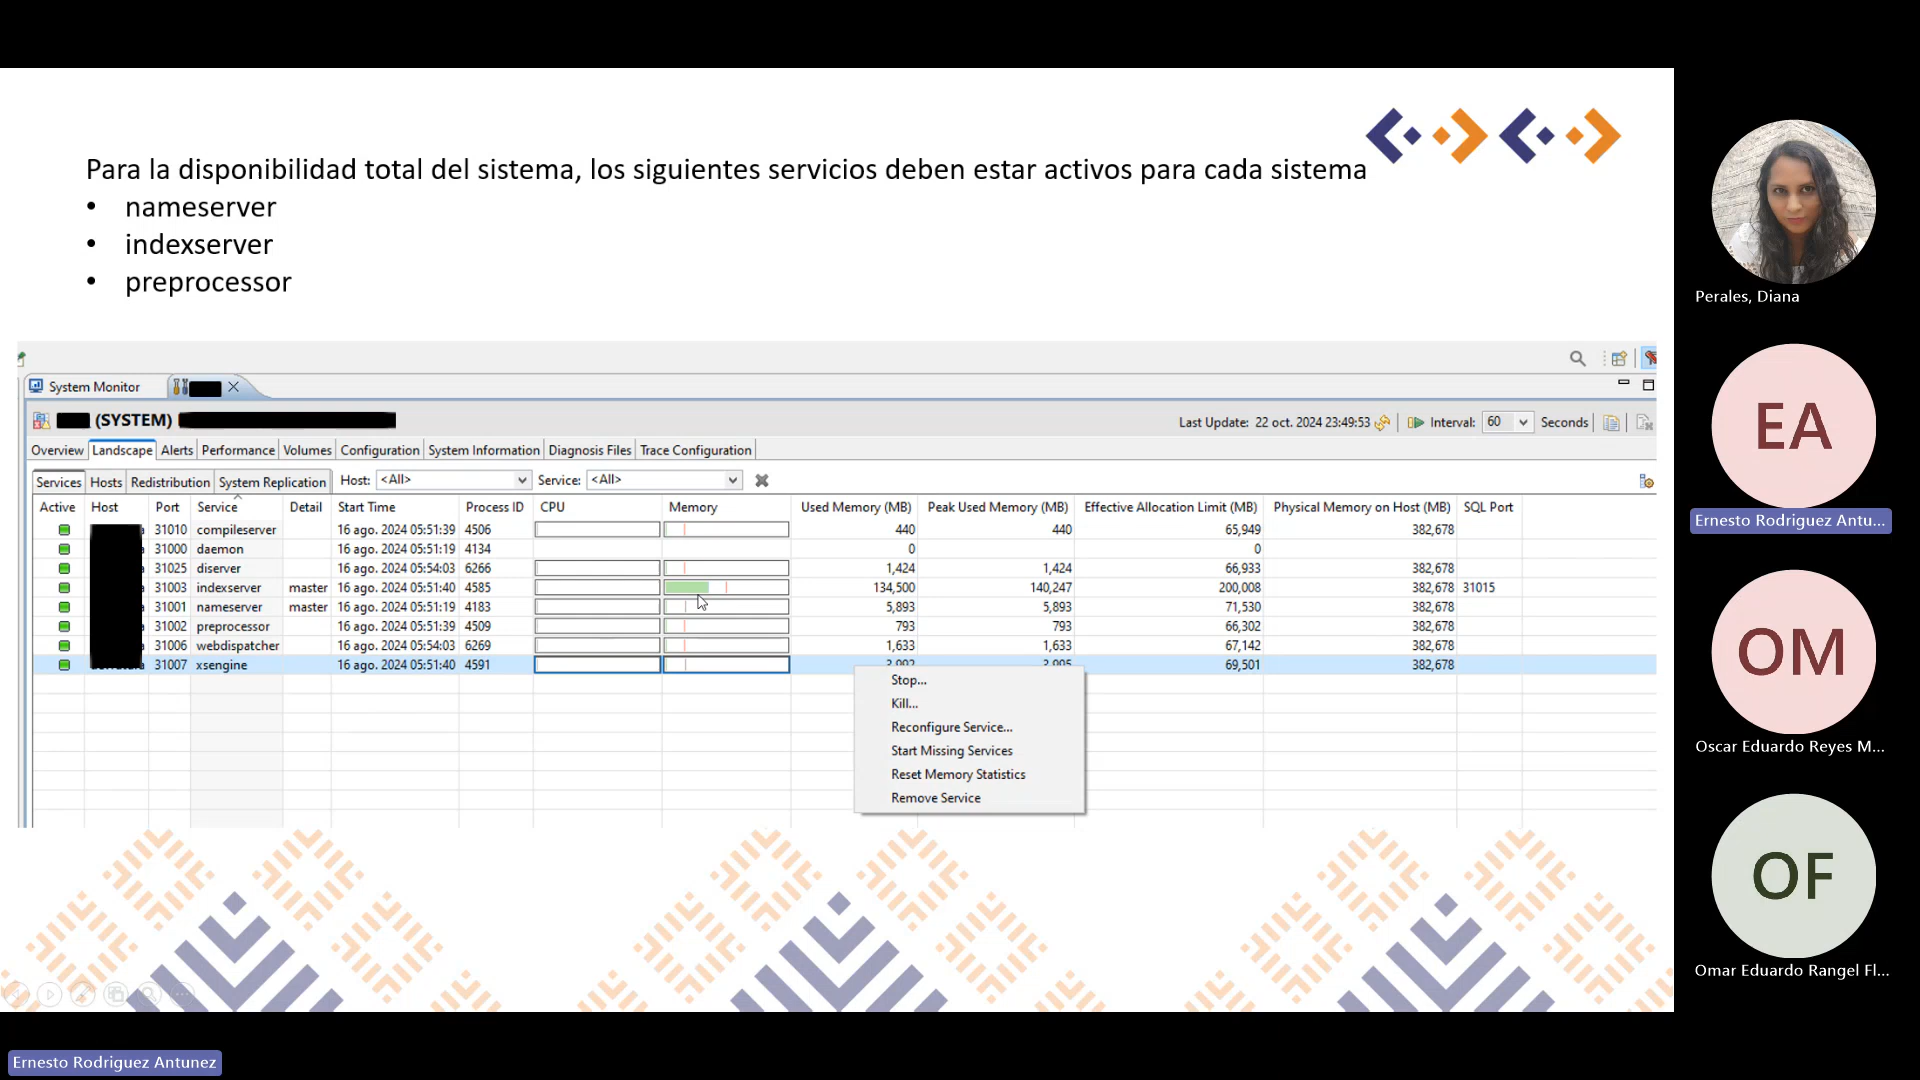 Para la disponibilidad total del sistema, los siguientes servicios deben estar activos para cada sistema
• nameserver
• indexserver
• preprocessor
System Monitor
(SYSTEM)
Last Update: 22 oct. 2024 23:49:53 Interval: 60 Seconds
Overview Landscape Alerts Performance Volumes Configuration System Information Diagnosis Files Trace Configuration
Services Hosts Redistribution System Replication Host: <All> Service: <All>
Active Host Port Service Detail Start Time Process ID CPU Memory Used Memory (MB) Peak Used Memory (MB) Effective Allocation Limit (MB) Physical Memory on Host (MB) SQL Port
31010 compileserver 16 ago. 2024 05:51:39 4506 440 440 65,949 382,678
31000 daemon 16 ago. 2024 05:51:19 4134 0 0
31025 diserver 16 ago. 2024 05:54:03 6266 1,424 1,424 66,933 382,678
31003 indexserver master 16 ago. 2024 05:51:40 4585 134,500 140,247 200,008 382,678 31015
31001 nameserver master 16 ago. 2024 05:51:19 4183 5,893 5,893 71,530 382,678
31002 preprocessor 16 ago. 2024 05:51:39 4509 793 793 66,302 382,678
31006 webdispatcher 16 ago. 2024 05:54:03 6269 1,633 1,633 67,142 382,678
31007 xsengine 16 ago. 2024 05:51:40 4591 69,501 382,678
Stop...
Kill...
Reconfigure Service...
Start Missing Services
Reset Memory Statistics
Remove Service
Perales, Diana
EA
Ernesto Rodriguez Antu...
OM
Oscar Eduardo Reyes M...
OF
Omar Eduardo Rangel Fl...
Ernesto Rodriguez Antunez